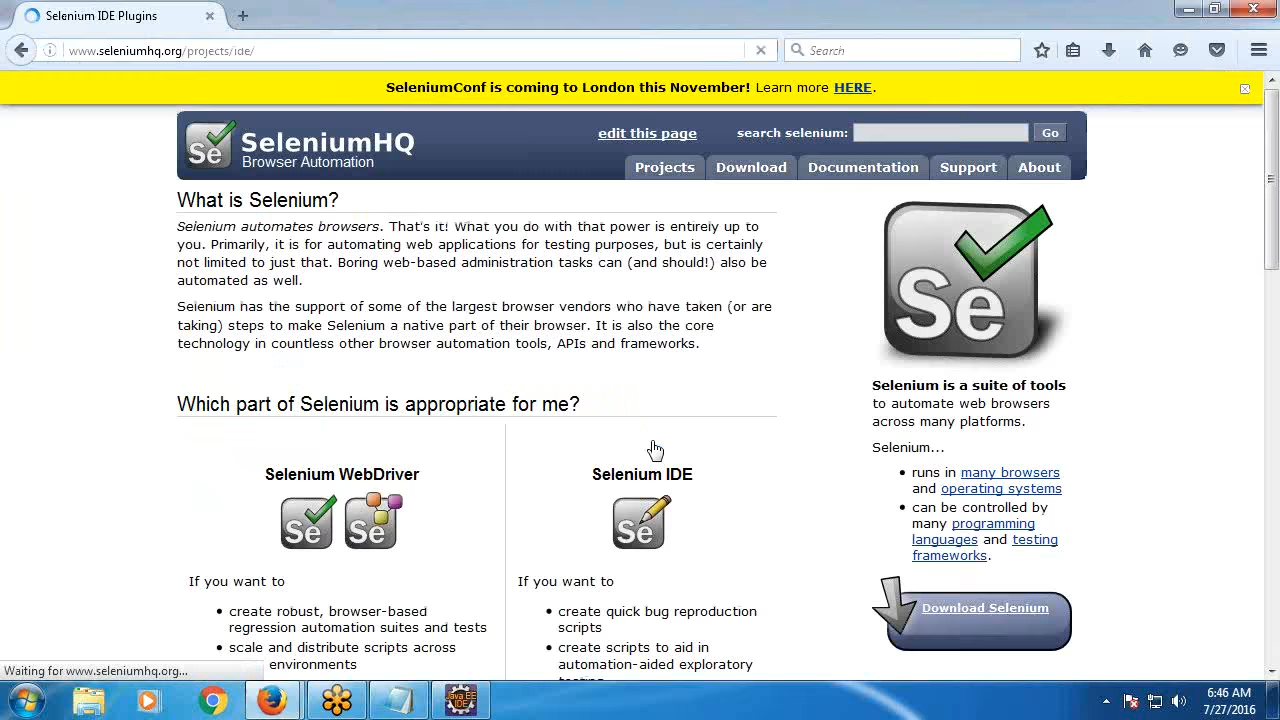 Selenium IDE Plugins
www.seleniumhq.org/projects/ide/
Search
SeleniumConf is coming to London this November! Learn more HERE.
Se
SeleniumHQ
Browser Automation
edit this page
search selenium:
Go
Projects
Download
Documentation
Support
About
What is Selenium?
Selenium automates browsers. That's it! What you do with that power is entirely up to
you. Primarily, it is for automating web applications for testing purposes, but is certainly
not limited to just that. Boring web-based administration tasks can (and should!) also be
automated as well.
Selenium has the support of some of the largest browser vendors who have taken (or are
taking) steps to make Selenium a native part of their browser. It is also the core
technology in countless other browser automation tools, APIs and frameworks.
Which part of Selenium is appropriate for me?
Selenium WebDriver
Se
Se
If you want to
• create robust, browser-based
regression automation suites and tests
• scale and distribute scripts across
environments
Selenium IDE
Se
If you want to
• create quick bug reproduction
scripts
• create scripts to aid in
automation-aided exploratory
Se
Selenium is a suite of tools
to automate web browsers
across many platforms.
Selenium...
• runs in many browsers
and operating systems
• can be controlled by
many programming
languages and testing
frameworks.
Download Selenium
Waiting for www.seleniumhq.org...
Java EE
IDE
6:46 AM
7/27/2016